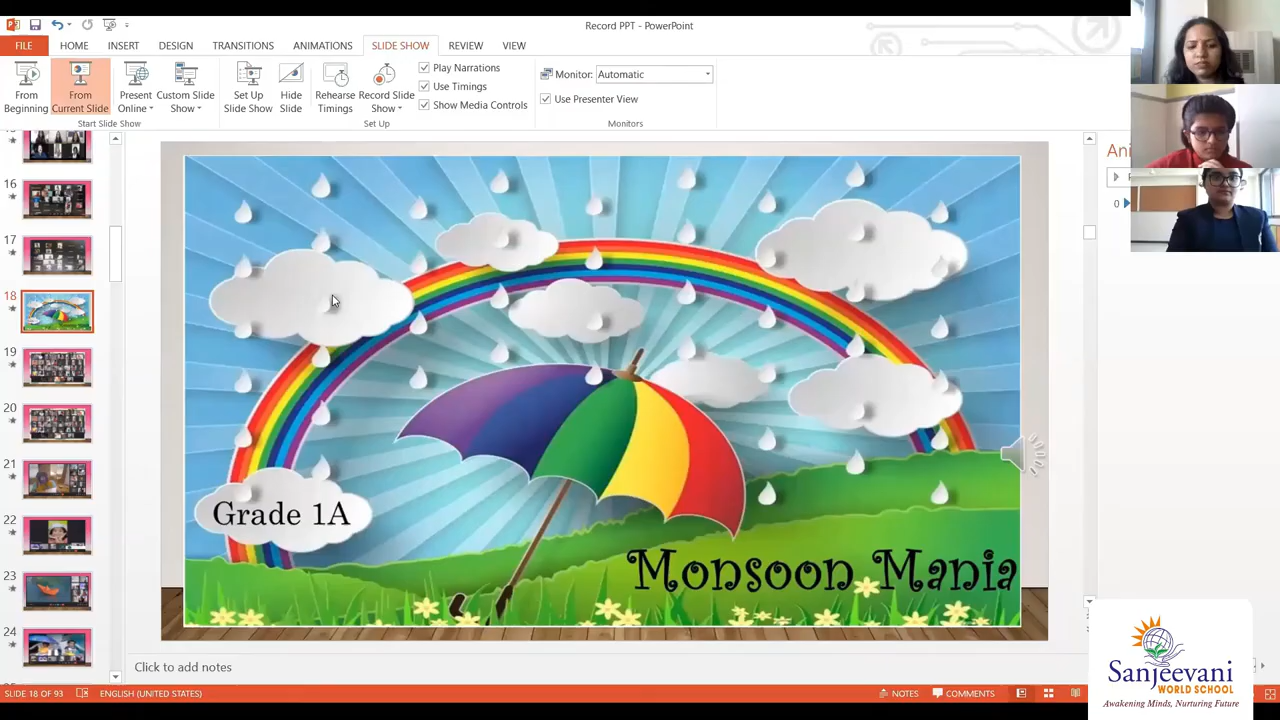 Record PPT - PowerPoint
FILE HOME INSERT DESIGN TRANSITIONS ANIMATIONS SLIDE SHOW REVIEW VIEW
From Beginning
From Current Slide
Present Online
Custom Slide Show
Set Up Slide Show
Hide Slide
Rehearse Timings
Record Slide Show
Play Narrations
Use Timings
Show Media Controls
Monitor: Automatic
Use Presenter View
Start Slide Show
Set Up
Monitors
16
17
18
19
20
21
22
23
24
Grade 1A
Monsoon Mania
Ani
0
Click to add notes
SLIDE 18 OF 93
ENGLISH (UNITED STATES)
NOTES
COMMENTS
Sanjeevani
WORLD SCHOOL
Awakening Minds, Nurturing Future